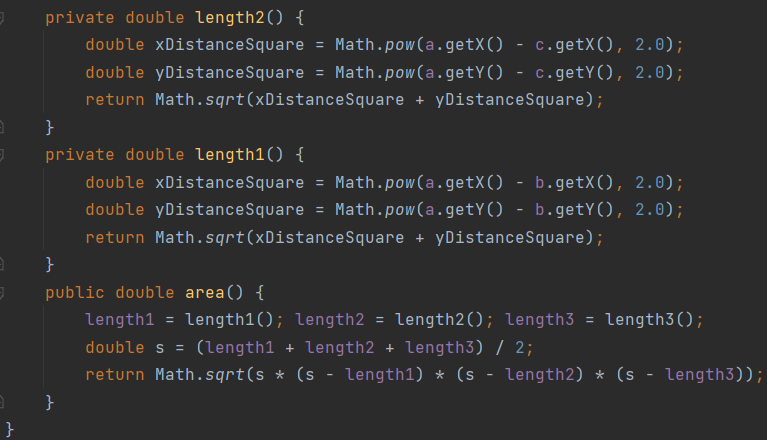 private double length2() {
double xDistanceSquare = Math.pow(a.getX() - c.getX(), 2.0);
double yDistanceSquare = Math.pow(a.getY() - c.getY(), 2.0);
return Math.sqrt(xDistanceSquare + yDistanceSquare);
}
private double length1() {
double xDistanceSquare = Math.pow(a.getX() - b.getX(), 2.0);
double yDistanceSquare = Math.pow(a.getY() - b.getY(), 2.0);
return Math.sqrt(xDistanceSquare + yDistanceSquare);
}
public double area() {
length1 = length1(); length2 = length2(); length3 = length3();
double s = (length1 + length2 + length3) / 2;
return Math.sqrt(s * (s - length1) * (s - length2) * (s - length3));
}
}